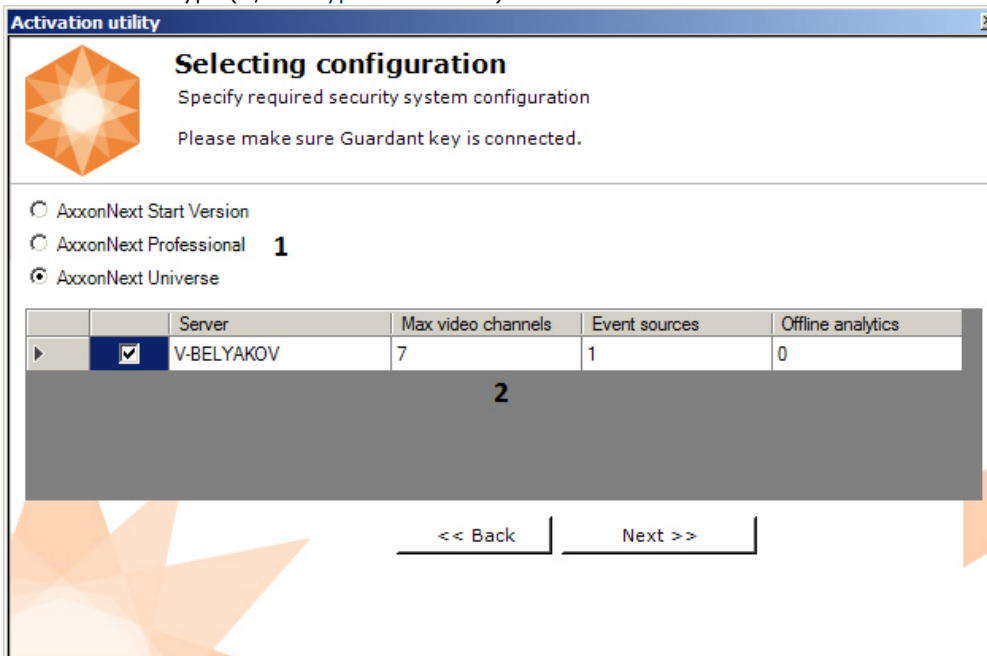 Activation utility
Selecting configuration
Specify required security system configuration
Please make sure Guardant key is connected.
AxxonNext Start Version
AxxonNext Professional 1
AxxonNext Universe
Server Max video channels Event sources Offline analytics
V-BELYAKOV 7 1 0
2
<< Back Next >>